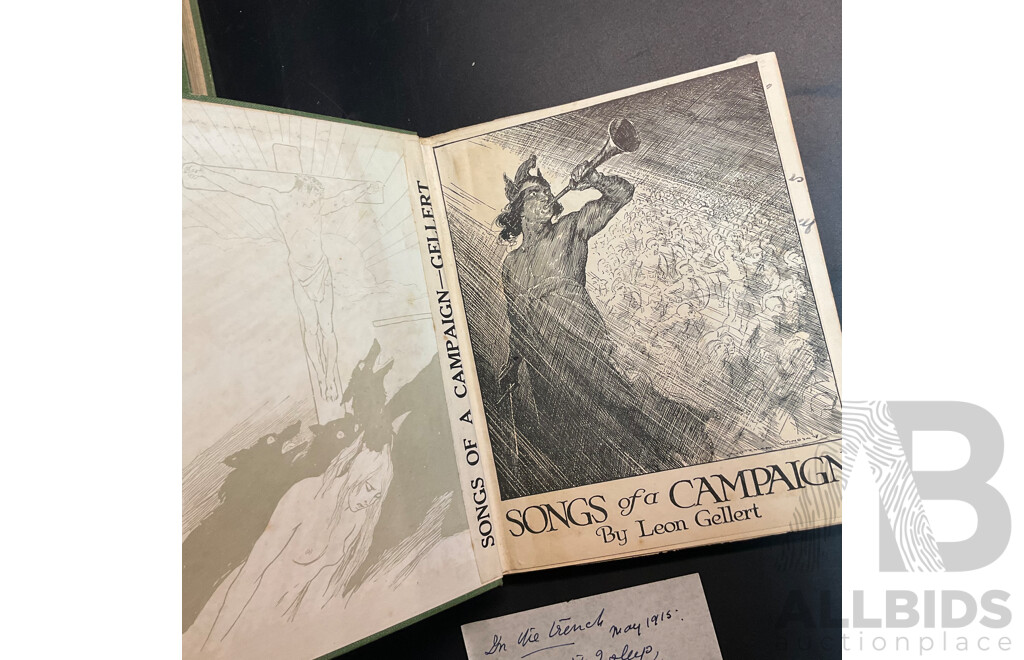 SONGS OF A CAMPAIGN—GELLERT
SONGS of a CAMPAIGN
By Leon Gellert
In the trench
May 1915.
ALLBIDS
auctionplace